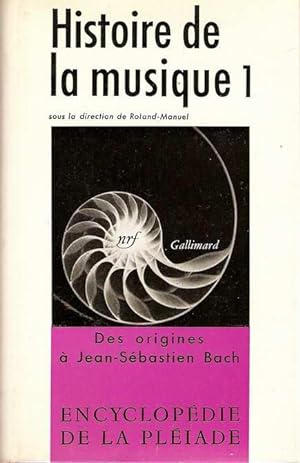 Histoire de
la musique 1
sous la direction de Roland-Manuel
nrf Gallimard
Des origines
à Jean-Sébastien Bach
ENCYCLOPÉDIE
DE LA PLÉIADE